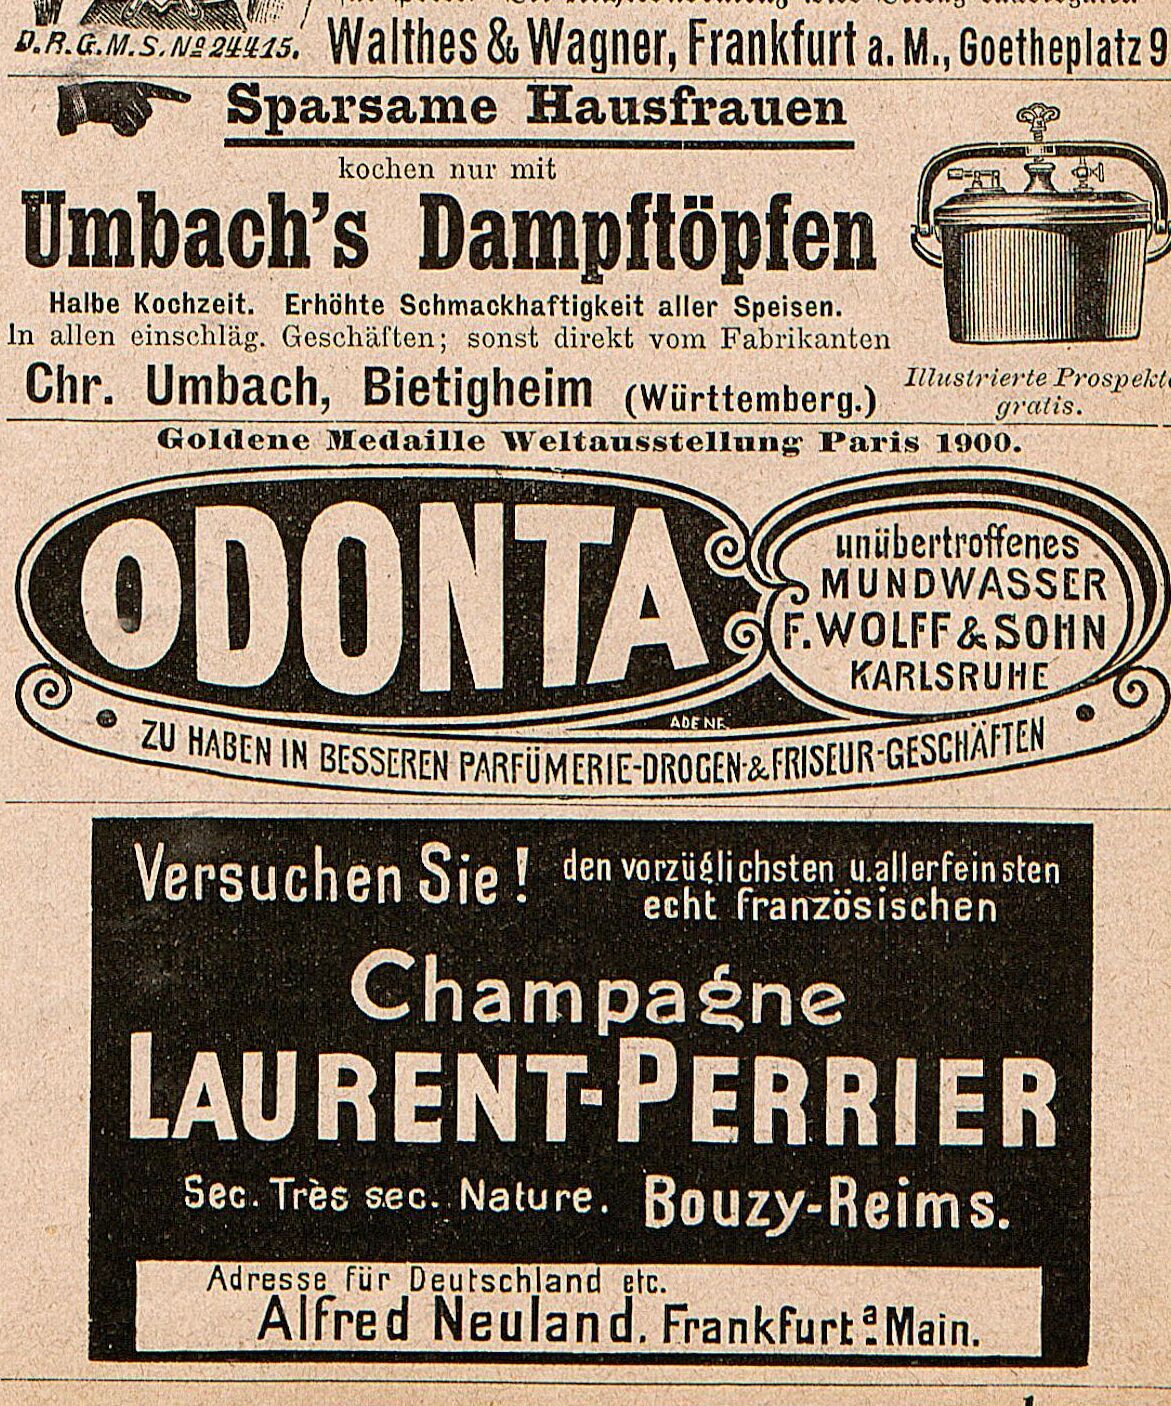 D.R.G.M.S. № 24415. Walthes & Wagner, Frankfurt a. M., Goetheplatz 9
Sparsame Hausfrauen
kochen nur mit
Umbach's Dampftöpfen
Halbe Kochzeit. Erhöhte Schmackhaftigkeit aller Speisen.
In allen einschläg. Geschäften; sonst direkt vom Fabrikanten
Chr. Umbach, Bietigheim (Württemberg.)
Illustrierte Prospekte
gratis.
Goldene Medaille Weltausstellung Paris 1900.
ODONTA
unübertroffenes
MUNDWASSER
F. WOLFF & SOHN
KARLSRUHE
ZU HABEN IN BESSEREN PARFÜMERIE-DROGEN-& FRISEUR-GESCHÄFTEN
Versuchen Sie! den vorzüglichsten u. allerfeinsten
echt französischen
Champagne
LAURENT-PERRIER
Sec. Très sec. Nature. Bouzy-Reims.
Adresse für Deutschland etc.
Alfred Neuland. Frankfurt a. Main.